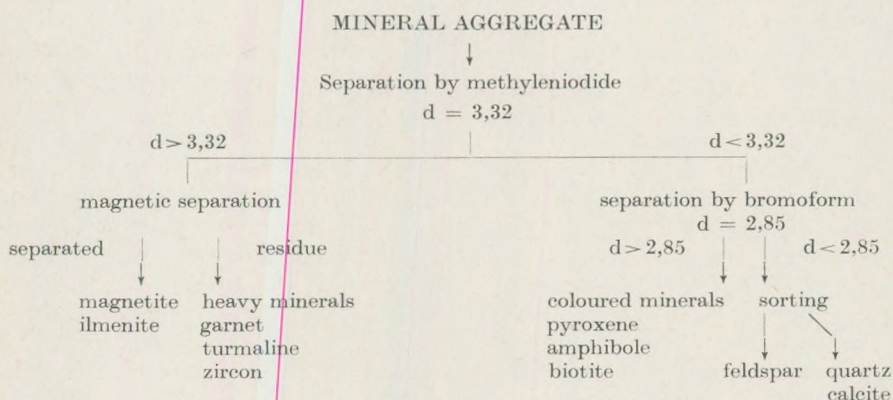 MINERAL AGGREGATE
Separation by methyleniodide
d = 3,32
d > 3,32
d < 3,32
magnetic separation
separation by bromoform
d = 2,85
separated
residue
d > 2,85
d < 2,85
magnetite
ilmenite
heavy minerals
garnet
turmaline
zircon
coloured minerals
pyroxene
amphibole
biotite
sorting
feldspar
quartz
calcite